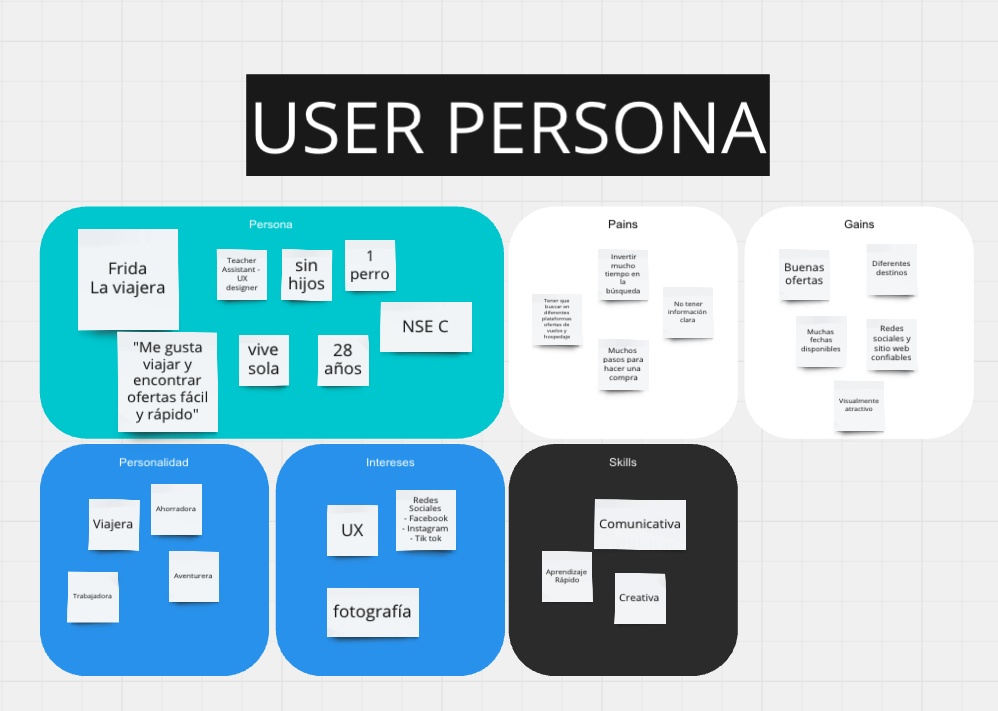 USER PERSONA
Persona
Frida
La viajera
Teacher
Assistant -
UX
designer
sin
hijos
1
perro
NSE C
"Me gusta
viajar y
encontrar
ofertas fácil
y rápido"
vive
sola
28
años
Pains
Invertir
mucho
tiempo en
la
búsqueda
Tener que
buscar en
diferentes
plataformas
ofertas de
vuelos y
hospedaje
No tener
información
clara
Muchos
pasos para
hacer una
compra
Gains
Buenas
ofertas
Diferentes
destinos
Muchas
fechas
disponibles
Redes
sociales y
sitio web
confiables
Visualmente
atractivo
Personalidad
Viajera
Ahorradora
Aventurera
Trabajadora
Intereses
UX
Redes
Sociales
- Facebook
- Instagram
- Tik tok
fotografía
Skills
Comunicativa
Aprendizaje
Rápido
Creativa